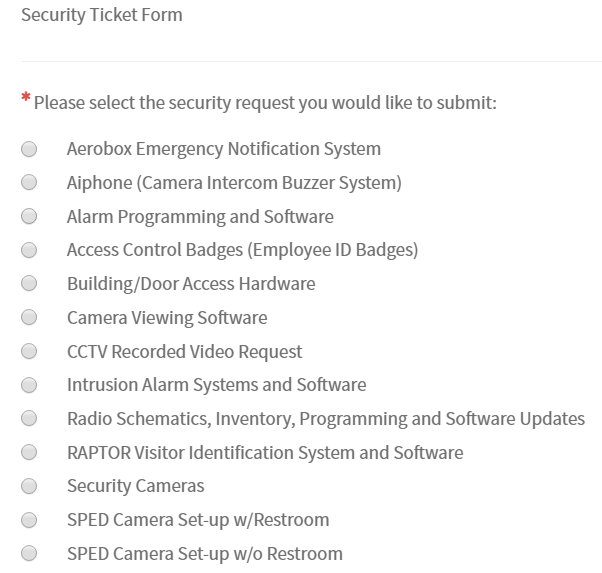 Security Ticket Form
* Please select the security request you would like to submit:
Aerobox Emergency Notification System
Aiphone (Camera Intercom Buzzer System)
Alarm Programming and Software
Access Control Badges (Employee ID Badges)
Building/Door Access Hardware
Camera Viewing Software
CCTV Recorded Video Request
Intrusion Alarm Systems and Software
Radio Schematics, Inventory, Programming and Software Updates
RAPTOR Visitor Identification System and Software
Security Cameras
SPED Camera Set-up w/Restroom
SPED Camera Set-up w/o Restroom